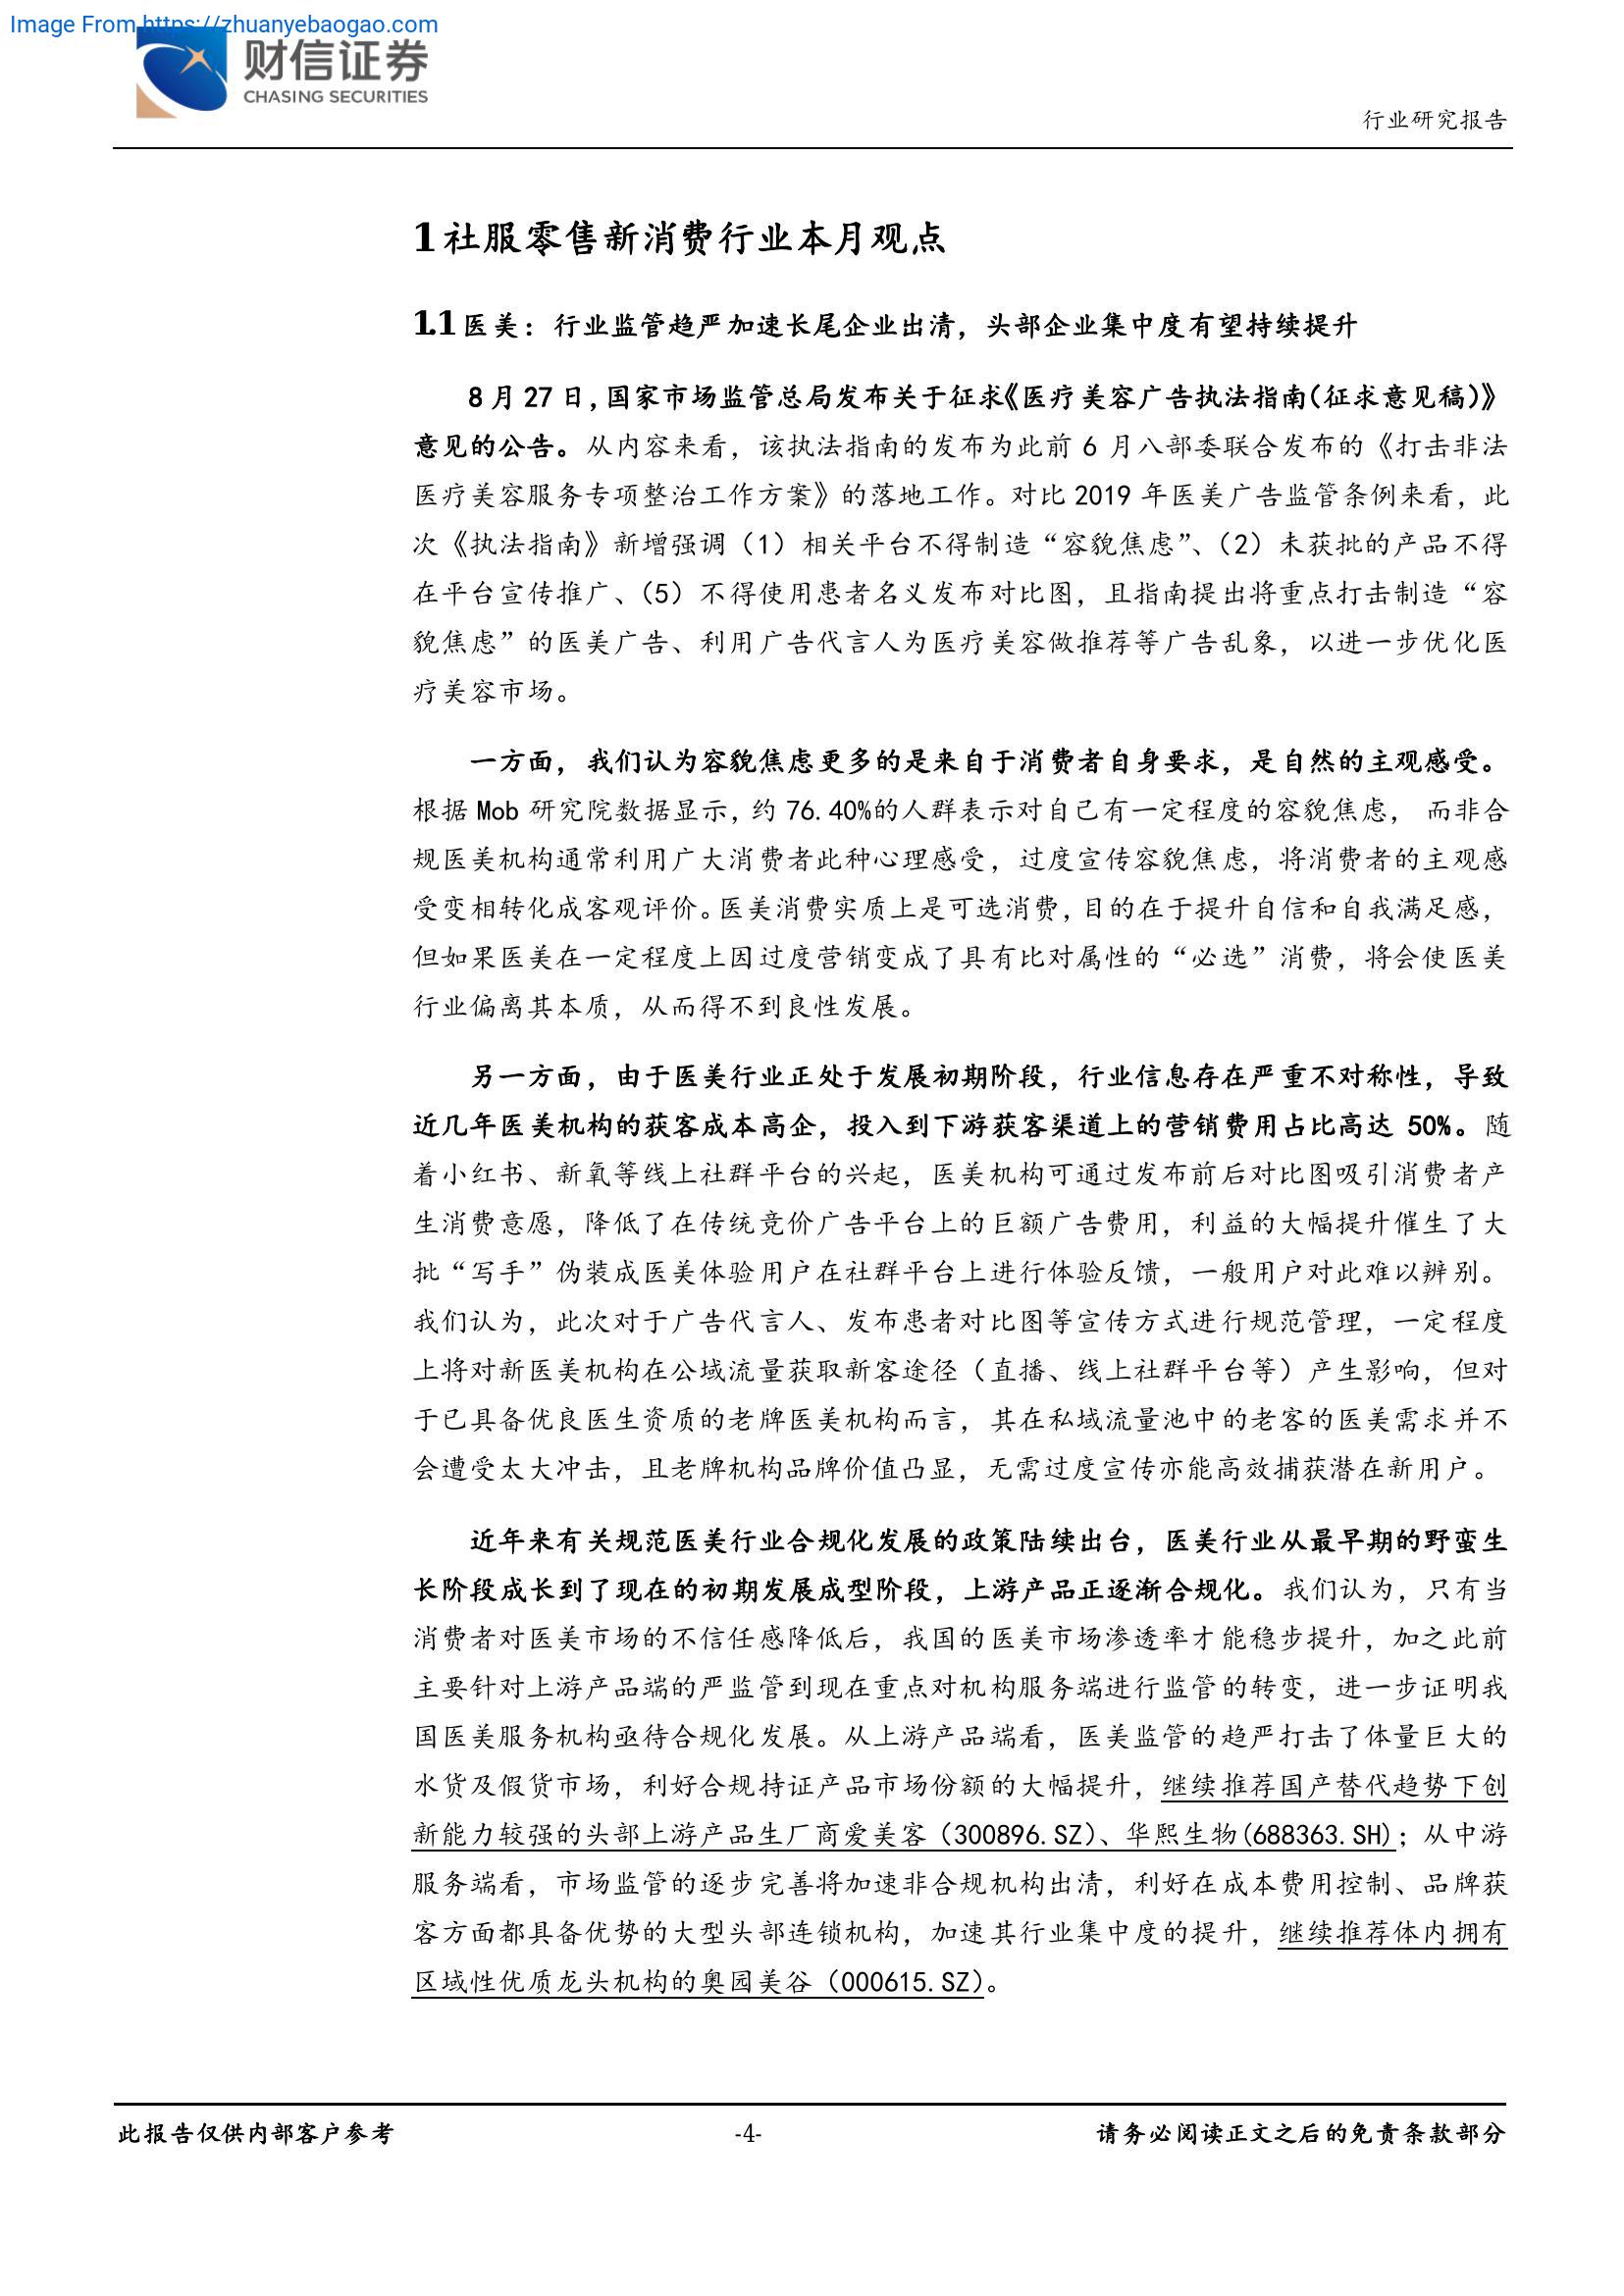 Image From https://zhuanyebaogao.com
财信证券
CHASING SECURITIES
行业研究报告
1 社服零售新消费行业本月观点
1.1 医美：行业监管趋严加速长尾企业出清，头部企业集中度有望持续提升
8 月 27 日，国家市场监管总局发布关于征求《医疗美容广告执法指南（征求意见稿）》
意见的公告。从内容来看，该执法指南的发布为此前 6 月八部委联合发布的《打击非法
医疗美容服务专项整治工作方案》的落地工作。对比 2019 年医美广告监管条例来看，此
次《执法指南》新增强调（1）相关平台不得制造“容貌焦虑”、（2）未获批的产品不得
在平台宣传推广、（5）不得使用患者名义发布对比图，且指南提出将重点打击制造“容
貌焦虑”的医美广告、利用广告代言人为医疗美容做推荐等广告乱象，以进一步优化医
疗美容市场。
一方面，我们认为容貌焦虑更多的是来自于消费者自身要求，是自然的主观感受。
根据 Mob 研究院数据显示，约 76.40%的人群表示对自己有一定程度的容貌焦虑， 而非合
规医美机构通常利用广大消费者此种心理感受，过度宣传容貌焦虑，将消费者的主观感
受变相转化成客观评价。医美消费实质上是可选消费，目的在于提升自信和自我满足感，
但如果医美在一定程度上因过度营销变成了具有比对属性的“必选”消费，将会使医美
行业偏离其本质，从而得不到良性发展。
另一方面，由于医美行业正处于发展初期阶段，行业信息存在严重不对称性，导致
近几年医美机构的获客成本高企，投入到下游获客渠道上的营销费用占比高达 50%。随
着小红书、新氧等线上社群平台的兴起，医美机构可通过发布前后对比图吸引消费者产
生消费意愿，降低了在传统竞价广告平台上的巨额广告费用，利益的大幅提升催生了大
批“写手”伪装成医美体验用户在社群平台上进行体验反馈，一般用户对此难以辨别。
我们认为，此次对于广告代言人、发布患者对比图等宣传方式进行规范管理，一定程度
上将对新医美机构在公域流量获取新客途径（直播、线上社群平台等）产生影响，但对
于已具备优良医生资质的老牌医美机构而言，其在私域流量池中的老客的医美需求并不
会遭受太大冲击，且老牌机构品牌价值凸显，无需过度宣传亦能高效捕获潜在新用户。
近年来有关规范医美行业合规化发展的政策陆续出台，医美行业从最早期的野蛮生
长阶段成长到了现在的初期发展成型阶段，上游产品正逐渐合规化。我们认为，只有当
消费者对医美市场的不信任感降低后，我国的医美市场渗透率才能稳步提升，加之此前
主要针对上游产品端的严监管到现在重点对机构服务端进行监管的转变，进一步证明我
国医美服务机构亟待合规化发展。从上游产品端看，医美监管的趋严打击了体量巨大的
水货及假货市场，利好合规持证产品市场份额的大幅提升，继续推荐国产替代趋势下创
新能力较强的头部上游产品生厂商爱美客（300896.SZ）、华熙生物(688363.SH)；从中游
服务端看，市场监管的逐步完善将加速非合规机构出清，利好在成本费用控制、品牌获
客方面都具备优势的大型头部连锁机构，加速其行业集中度的提升，继续推荐体内拥有
区域性优质龙头机构的奥园美谷（000615.SZ）。
此报告仅供内部客户参考
-4-
请务必阅读正文之后的免责条款部分